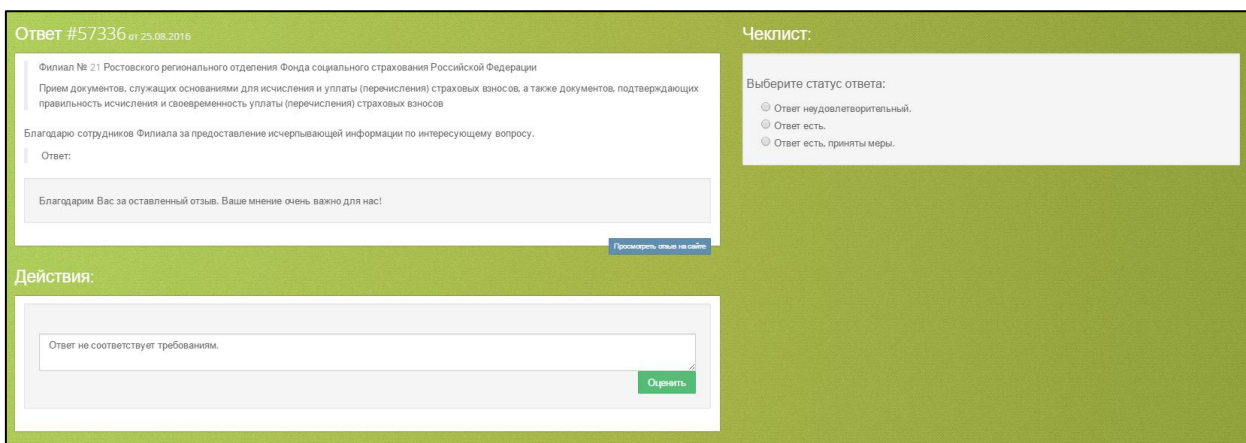 Ответ #57336 от 25.08.2016
Филиал № 21 Ростовского регионального отделения Фонда социального страхования Российской Федерации
Прием документов, служащих основаниями для исчисления и уплаты (перечисления) страховых взносов, а также документов, подтверждающих
правильность исчисления и своевременность уплаты (перечисления) страховых взносов
Благодарю сотрудников Филиала за предоставление исчерпывающей информации по интересующему вопросу.
Ответ:
Благодарим Вас за оставленный отзыв. Ваше мнение очень важно для нас!
Просмотреть отзыв на сайте
Действия:
Ответ не соответствует требованиям.
Оценить
Чеклист:
Выберите статус ответа:
Ответ неудовлетворительный.
Ответ есть.
Ответ есть, приняты меры.